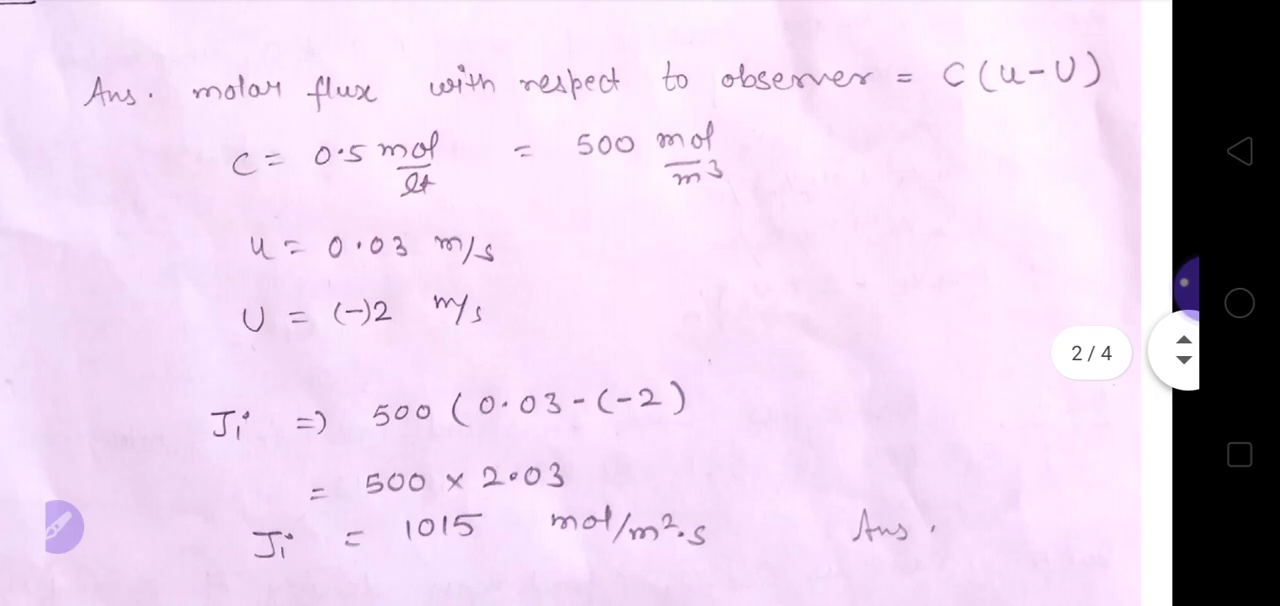 Ans. molar flux with respect to observer = C(u-U)
C = 0.5 mol/lt = 500 mol/m³
u = 0.03 m/s
U = (-)2 m/s
Ji => 500 (0.03-(-2)
= 500 × 2.03
Ji = 1015 mol/m².s Ans.
2 / 4